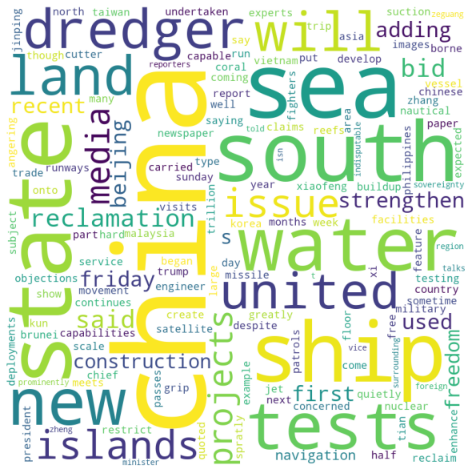 suction
dredger
north
taiwan
undertaken
experts
trip
asia
borne
images
will
adding
jinping
cutter
say
reporters
capable
run
coral
vietnam
put
develop
many
though
land
coming
fighters
bid
vessel
chinese
zhang
nautical
recent
media
beijing
china
report
well
newspaper
saying
claims
reefs
told
isn
indisputable
sea
area
paper
expected
philippines
xiaofeng
buildup
sovereignty
angering
trade
runways
carried
sunday
type
trillion
south
state
onto
reclamation
issue
year
strengthen
subject
part
hard
malaysia
visits
s
months
week
korea
facilities
friday
service
began
trump
engineer
day
missile
large
water
t
feature
country
xi
region
talks
objections
show
movement
kun
said
continues
satellite
create
greatly
despite
united
used
testing
sometime
military
deployments
brunei
capabilities
scale
chief
construction
passes
grip
floor
free
patrols
vice
surrounding
ship
freedom
new
projects
example
jet
next
concerned
first
come
quietly
nuclear
tian
foreign
enhance
reclaim
president
islands
zheng
minister
prominently
meets
restrict
quoted
spratly
tests
navigation
half
zeguang